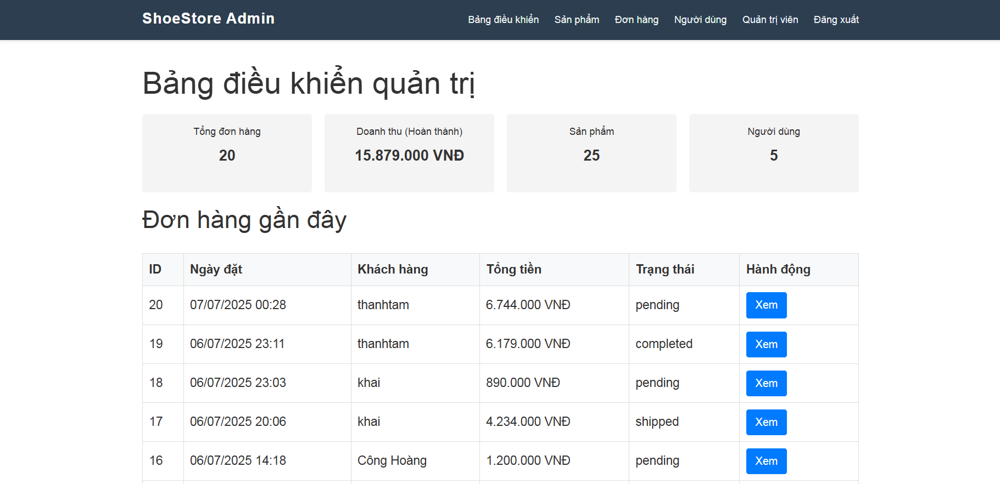 ShoeStore Admin
Bảng điều khiển Sản phẩm Đơn hàng Người dùng Quản trị viên Đăng xuất
Bảng điều khiển quản trị
Tổng đơn hàng
20
Doanh thu (Hoàn thành)
15.879.000 VNĐ
Sản phẩm
25
Người dùng
5
Đơn hàng gần đây
ID Ngày đặt Khách hàng Tổng tiền Trạng thái Hành động
20 07/07/2025 00:28 thanhtam 6.744.000 VNĐ pending Xem
19 06/07/2025 23:11 thanhtam 6.179.000 VNĐ completed Xem
18 06/07/2025 23:03 khai 890.000 VNĐ pending Xem
17 06/07/2025 20:06 khai 4.234.000 VNĐ shipped Xem
16 06/07/2025 14:18 Công Hoàng 1.200.000 VNĐ pending Xem